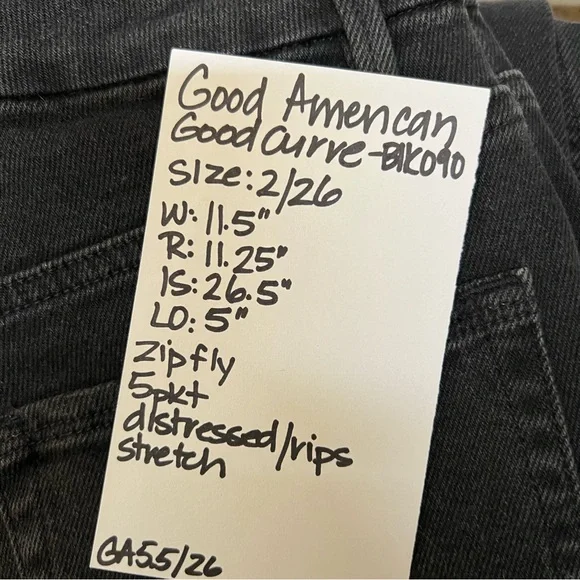 Good American
Good Curve-Blk090
Size: 2/26
W: 11.5"
R: 11.25"
IS: 26.5"
LO: 5"
Zip fly
5pkt
distressed/rips
stretch
GA55/26